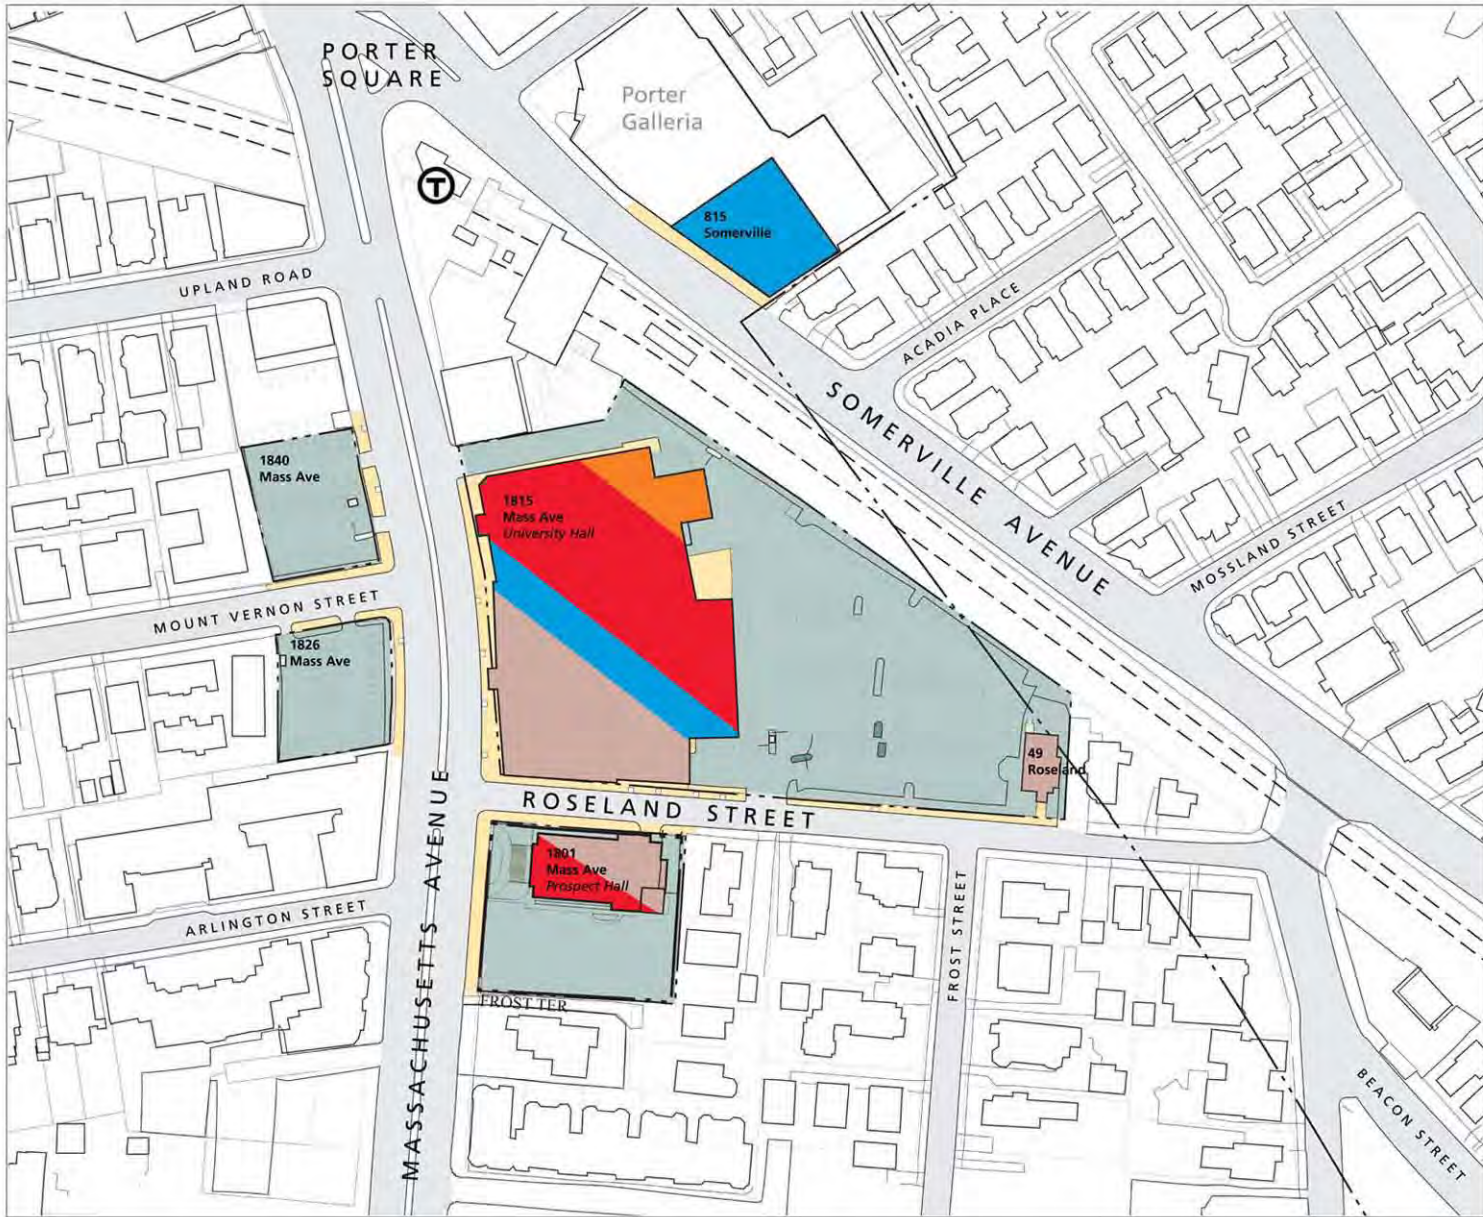 PORTER
SQUARE
Porter
Galleria
T
815
Somerville
UPLAND ROAD
ACADIA PLACE
SOMERVILLE AVENUE
1840
Mass Ave
1815
Mass Ave
University Hall
MOSSLAND STREET
MOUNT VERNON STREET
1826
Mass Ave
49
Roseland
ROSELAND STREET
1801
Mass Ave
Prospect Hall
ARLINGTON STREET
MASSACHUSETTS AVENUE
FROST STREET
FROST TER
BEACON STREET